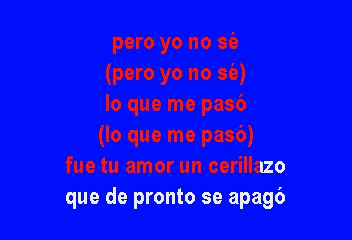 pero yo no sé
(pero yo no sé)
lo que me pasó
(lo que me pasó)
fue tu amor un cerillazo
que de pronto se apagó